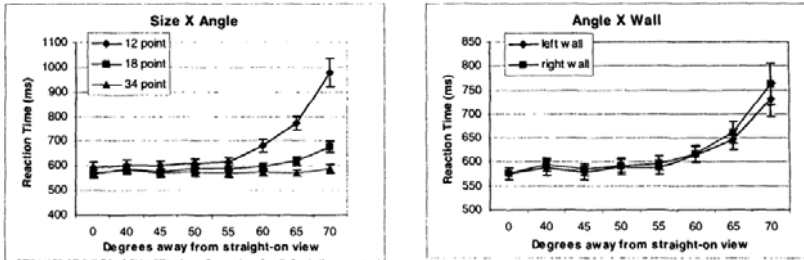 Size X Angle
1100
1000
900
800
700
600
500
400
Reaction Time (ms)
12 point
18 point
34 point
0 40 45 50 55 60 65 70
Degrees away from straight-on view
Angle X Wall
850
800
750
700
650
600
550
500
Reaction Time (ms)
left wall
right wall
0 40 45 50 55 60 65 70
Degrees away from straight-on view